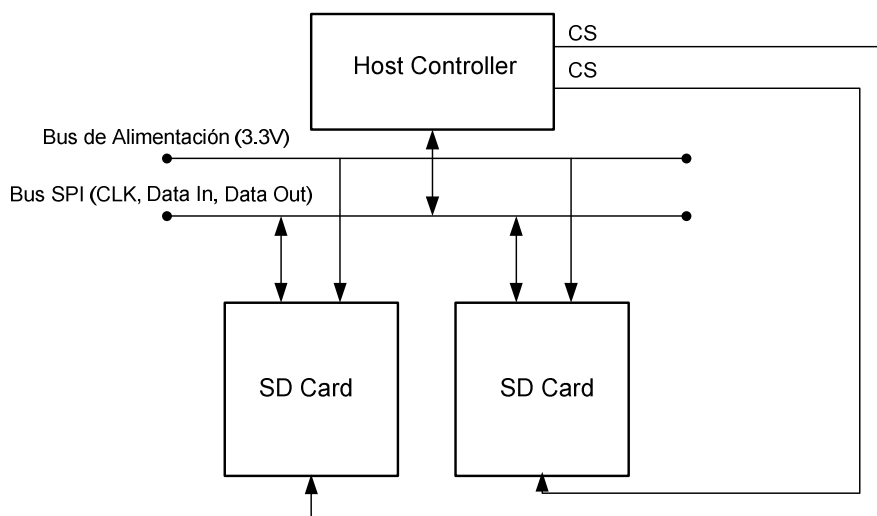 CS
Host Controller
CS
Bus de Alimentación (3.3V)
Bus SPI (CLK, Data In, Data Out)
SD Card
SD Card